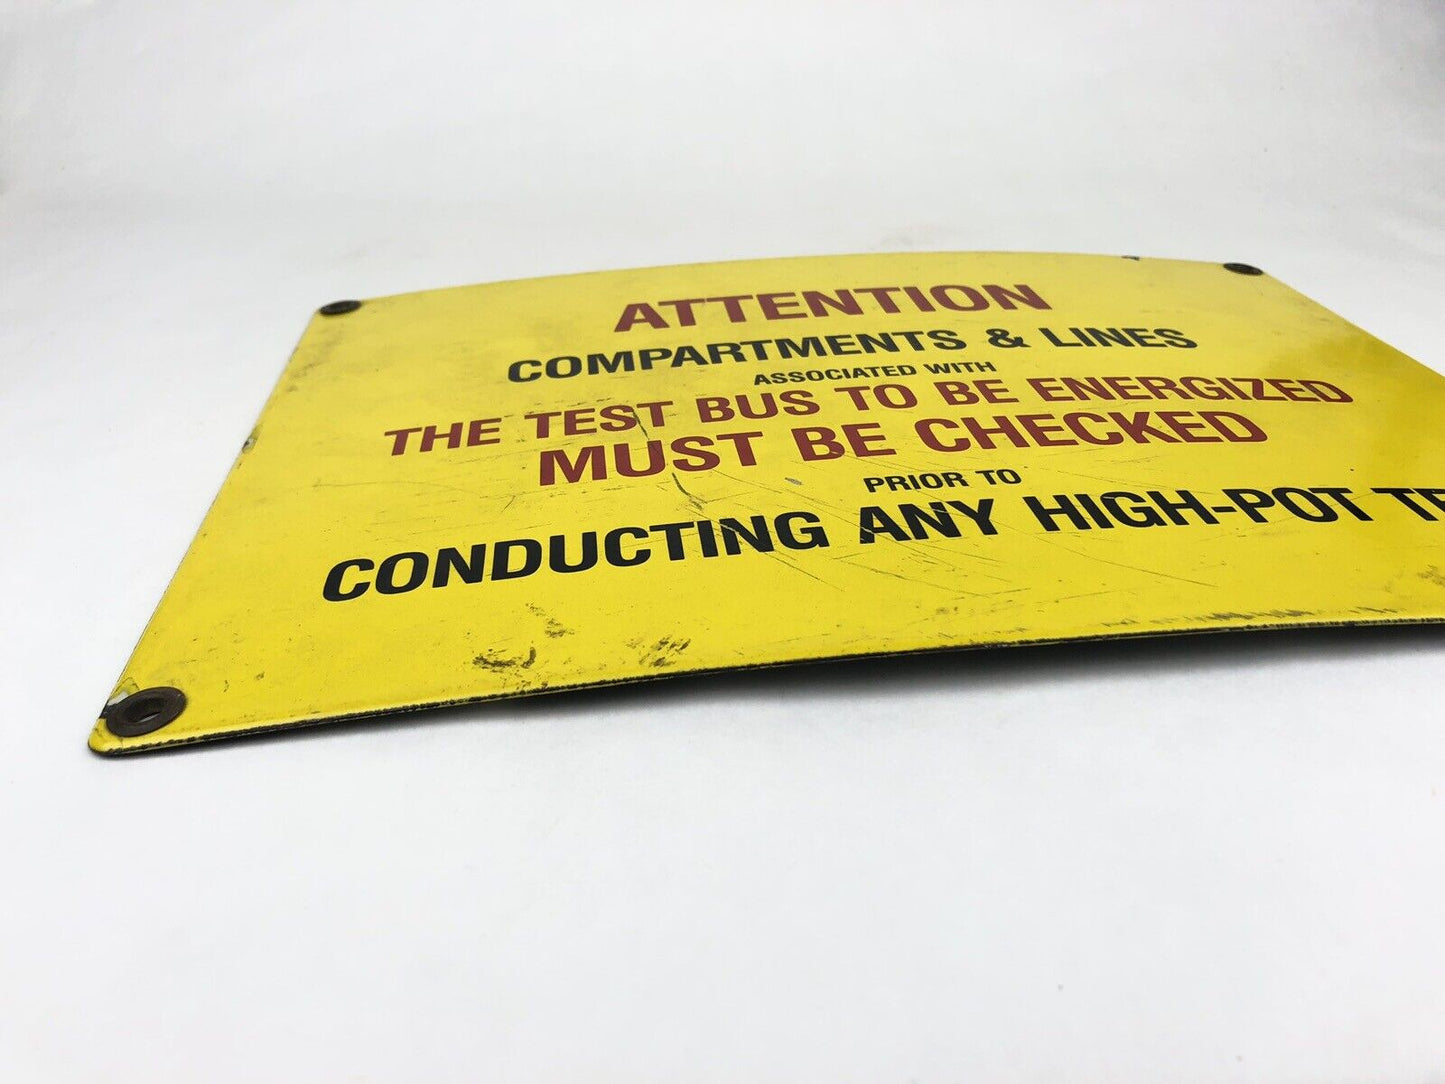 ATTENTION
COMPARTMENTS & LINES
ASSOCIATED WITH
THE TEST BUS TO BE ENERGIZED
MUST BE CHECKED
PRIOR TO
CONDUCTING ANY HIGH-POT TE